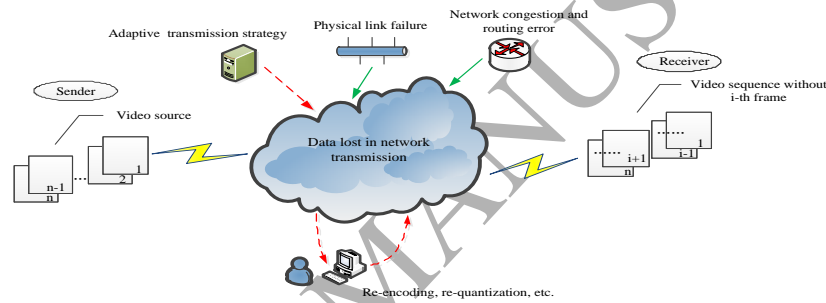 Adaptive transmission strategy
Physical link failure
Network congestion and
routing error
Sender
Receiver
Video source
Video sequence without
i-th frame
Data lost in network
transmission
n-1
n
...
1
2
......
i+1
n
......
1
i-1
Re-encoding, re-quantization, etc.
MANUS